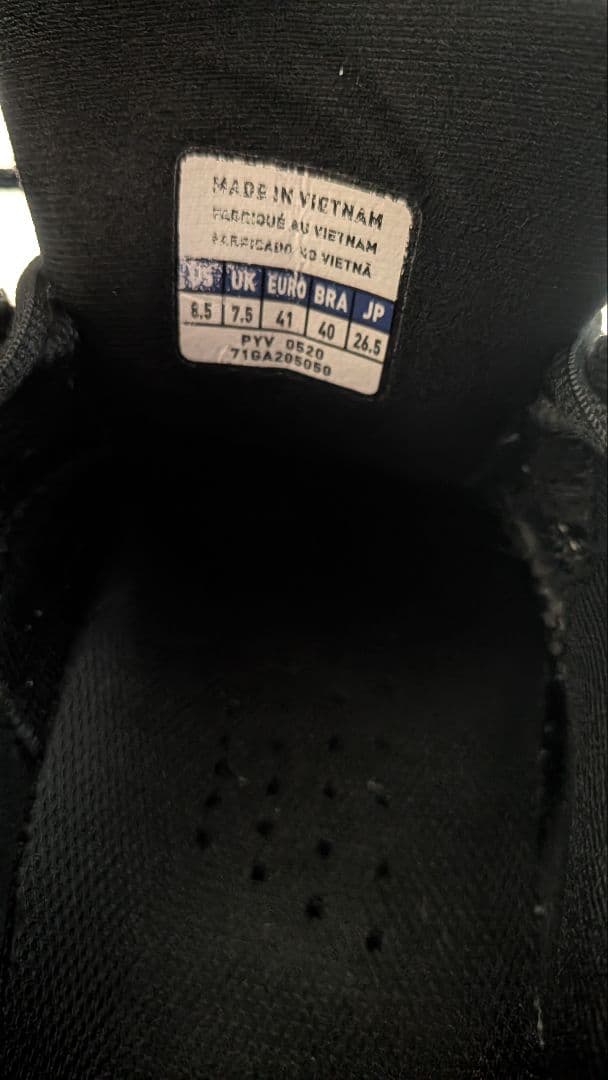 MADE IN VIETNAM
FABRIQUÉ AU VIETNAM
FABRICADO NO VIETNÃ
US UK EURO BRA JP
8.5 7.5 41 40 26.5
PYV 0520
71GA205050